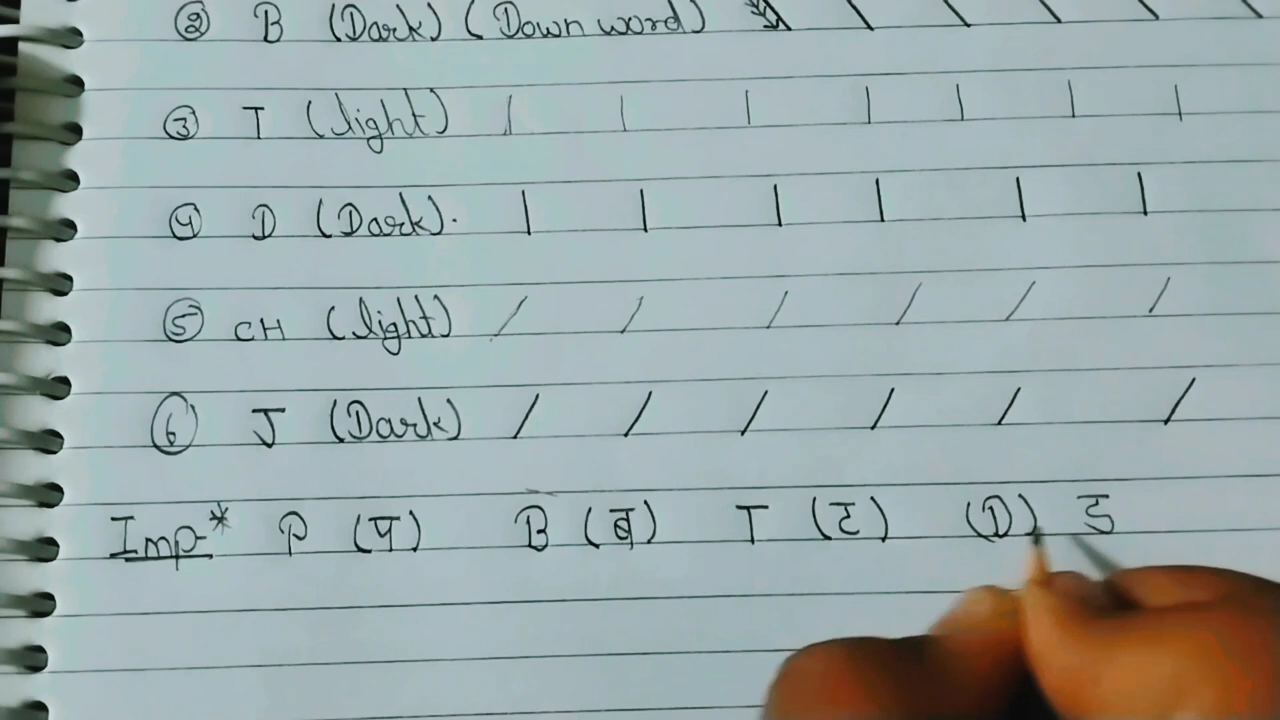 ② B (Dark) (Down word)
③ T (light)
④ D (Dark).
⑤ CH (light)
⑥ J (Dark)
Imp* P (प) B (ब) T (ट) (D) ड